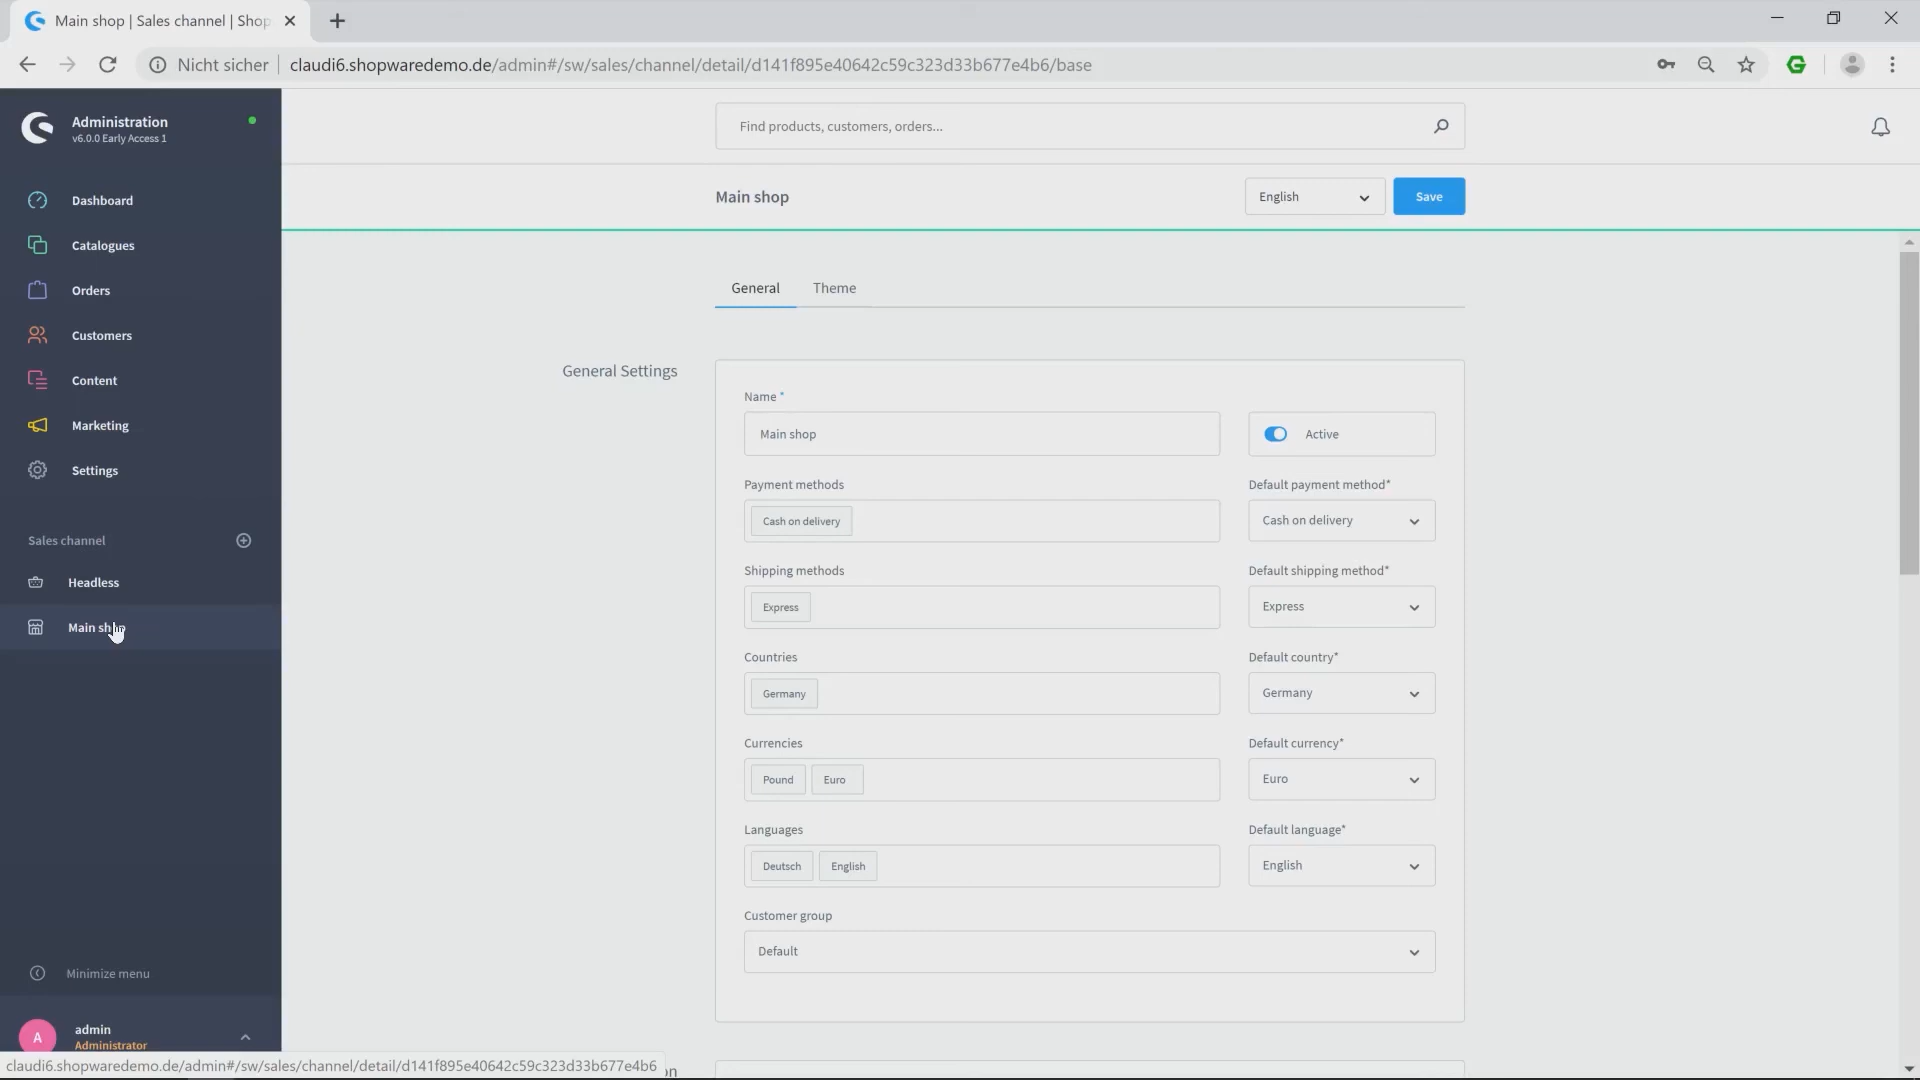 Main shop | Sales channel | Shop
Nicht sicher
claudi6.shopwaredemo.de/admin#/sw/sales/channel/detail/d141f895e40642c59c323d33b677e4b6/base
Administration
v6.0.0 Early Access 1
Find products, customers, orders...
Main shop
English
Save
Dashboard
Catalogues
Orders
Customers
Content
Marketing
Settings
Sales channel
Headless
Main shop
General
Theme
General Settings
Name *
Main shop
Active
Payment methods
Default payment method*
Cash on delivery
Cash on delivery
Shipping methods
Default shipping method*
Express
Express
Countries
Default country*
Germany
Germany
Currencies
Default currency*
Pound
Euro
Euro
Languages
Default language*
Deutsch
English
English
Customer group
Default
Minimize menu
A
admin
Administrator
claudi6.shopwaredemo.de/admin#/sw/sales/channel/detail/d141f895e40642c59c323d33b677e4b6